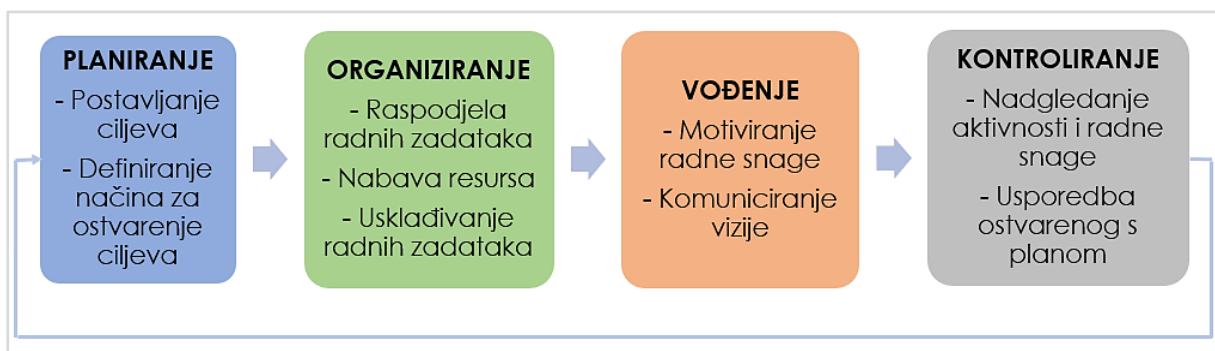 PLANIRANJE
- Postavljanje
ciljeva
- Definiranje
načina za
ostvarenje
ciljeva
ORGANIZIRANJE
- Raspodjela
radnih zadataka
- Nabava resursa
- Usklađivanje
radnih zadataka
VOĐENJE
- Motiviranje
radne snage
- Komuniciranje
vizije
KONTROLIRANJE
- Nadgledanje
aktivnosti i radne
snage
- Usporedba
ostvarenog s
planom